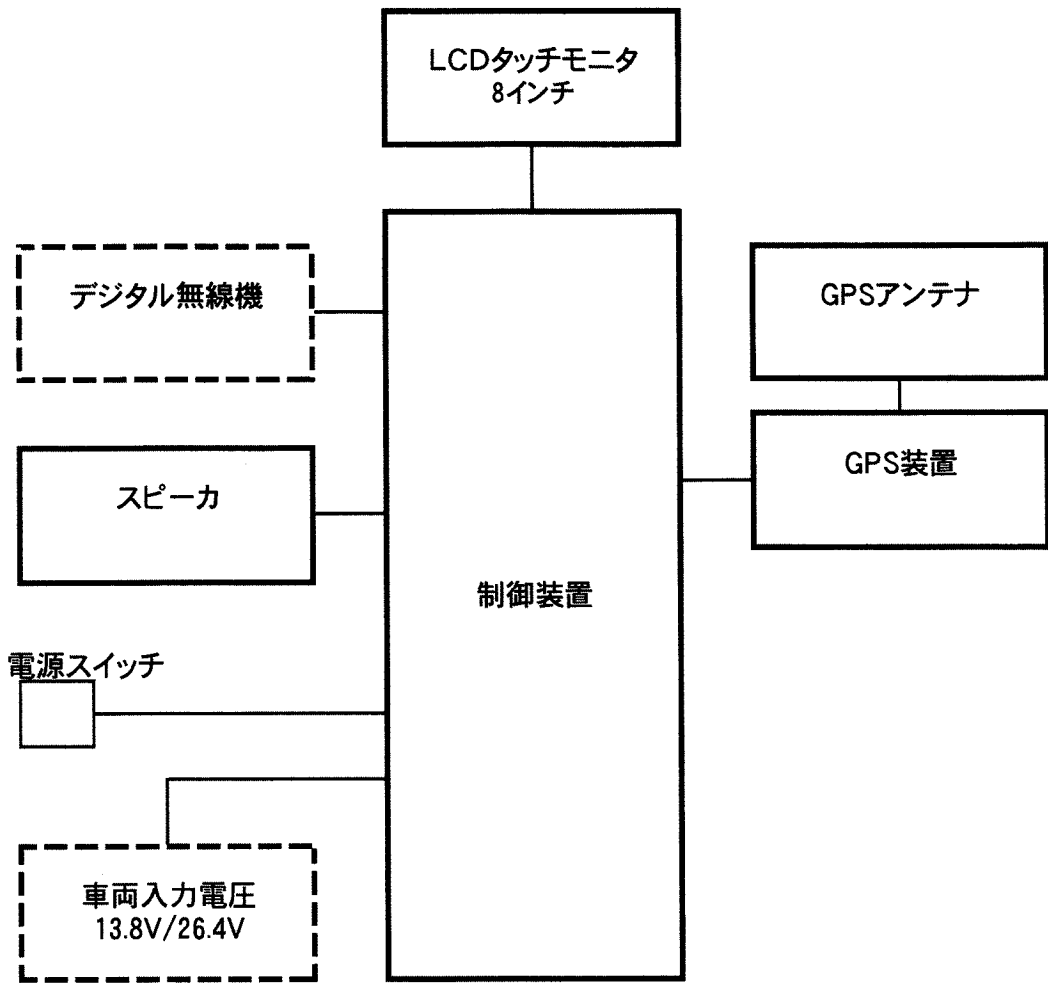 LCDタッチモニタ
8インチ
デジタル無線機
GPSアンテナ
GPS装置
スピーカ
制御装置
電源スイッチ
車両入力電圧
13.8V/26.4V